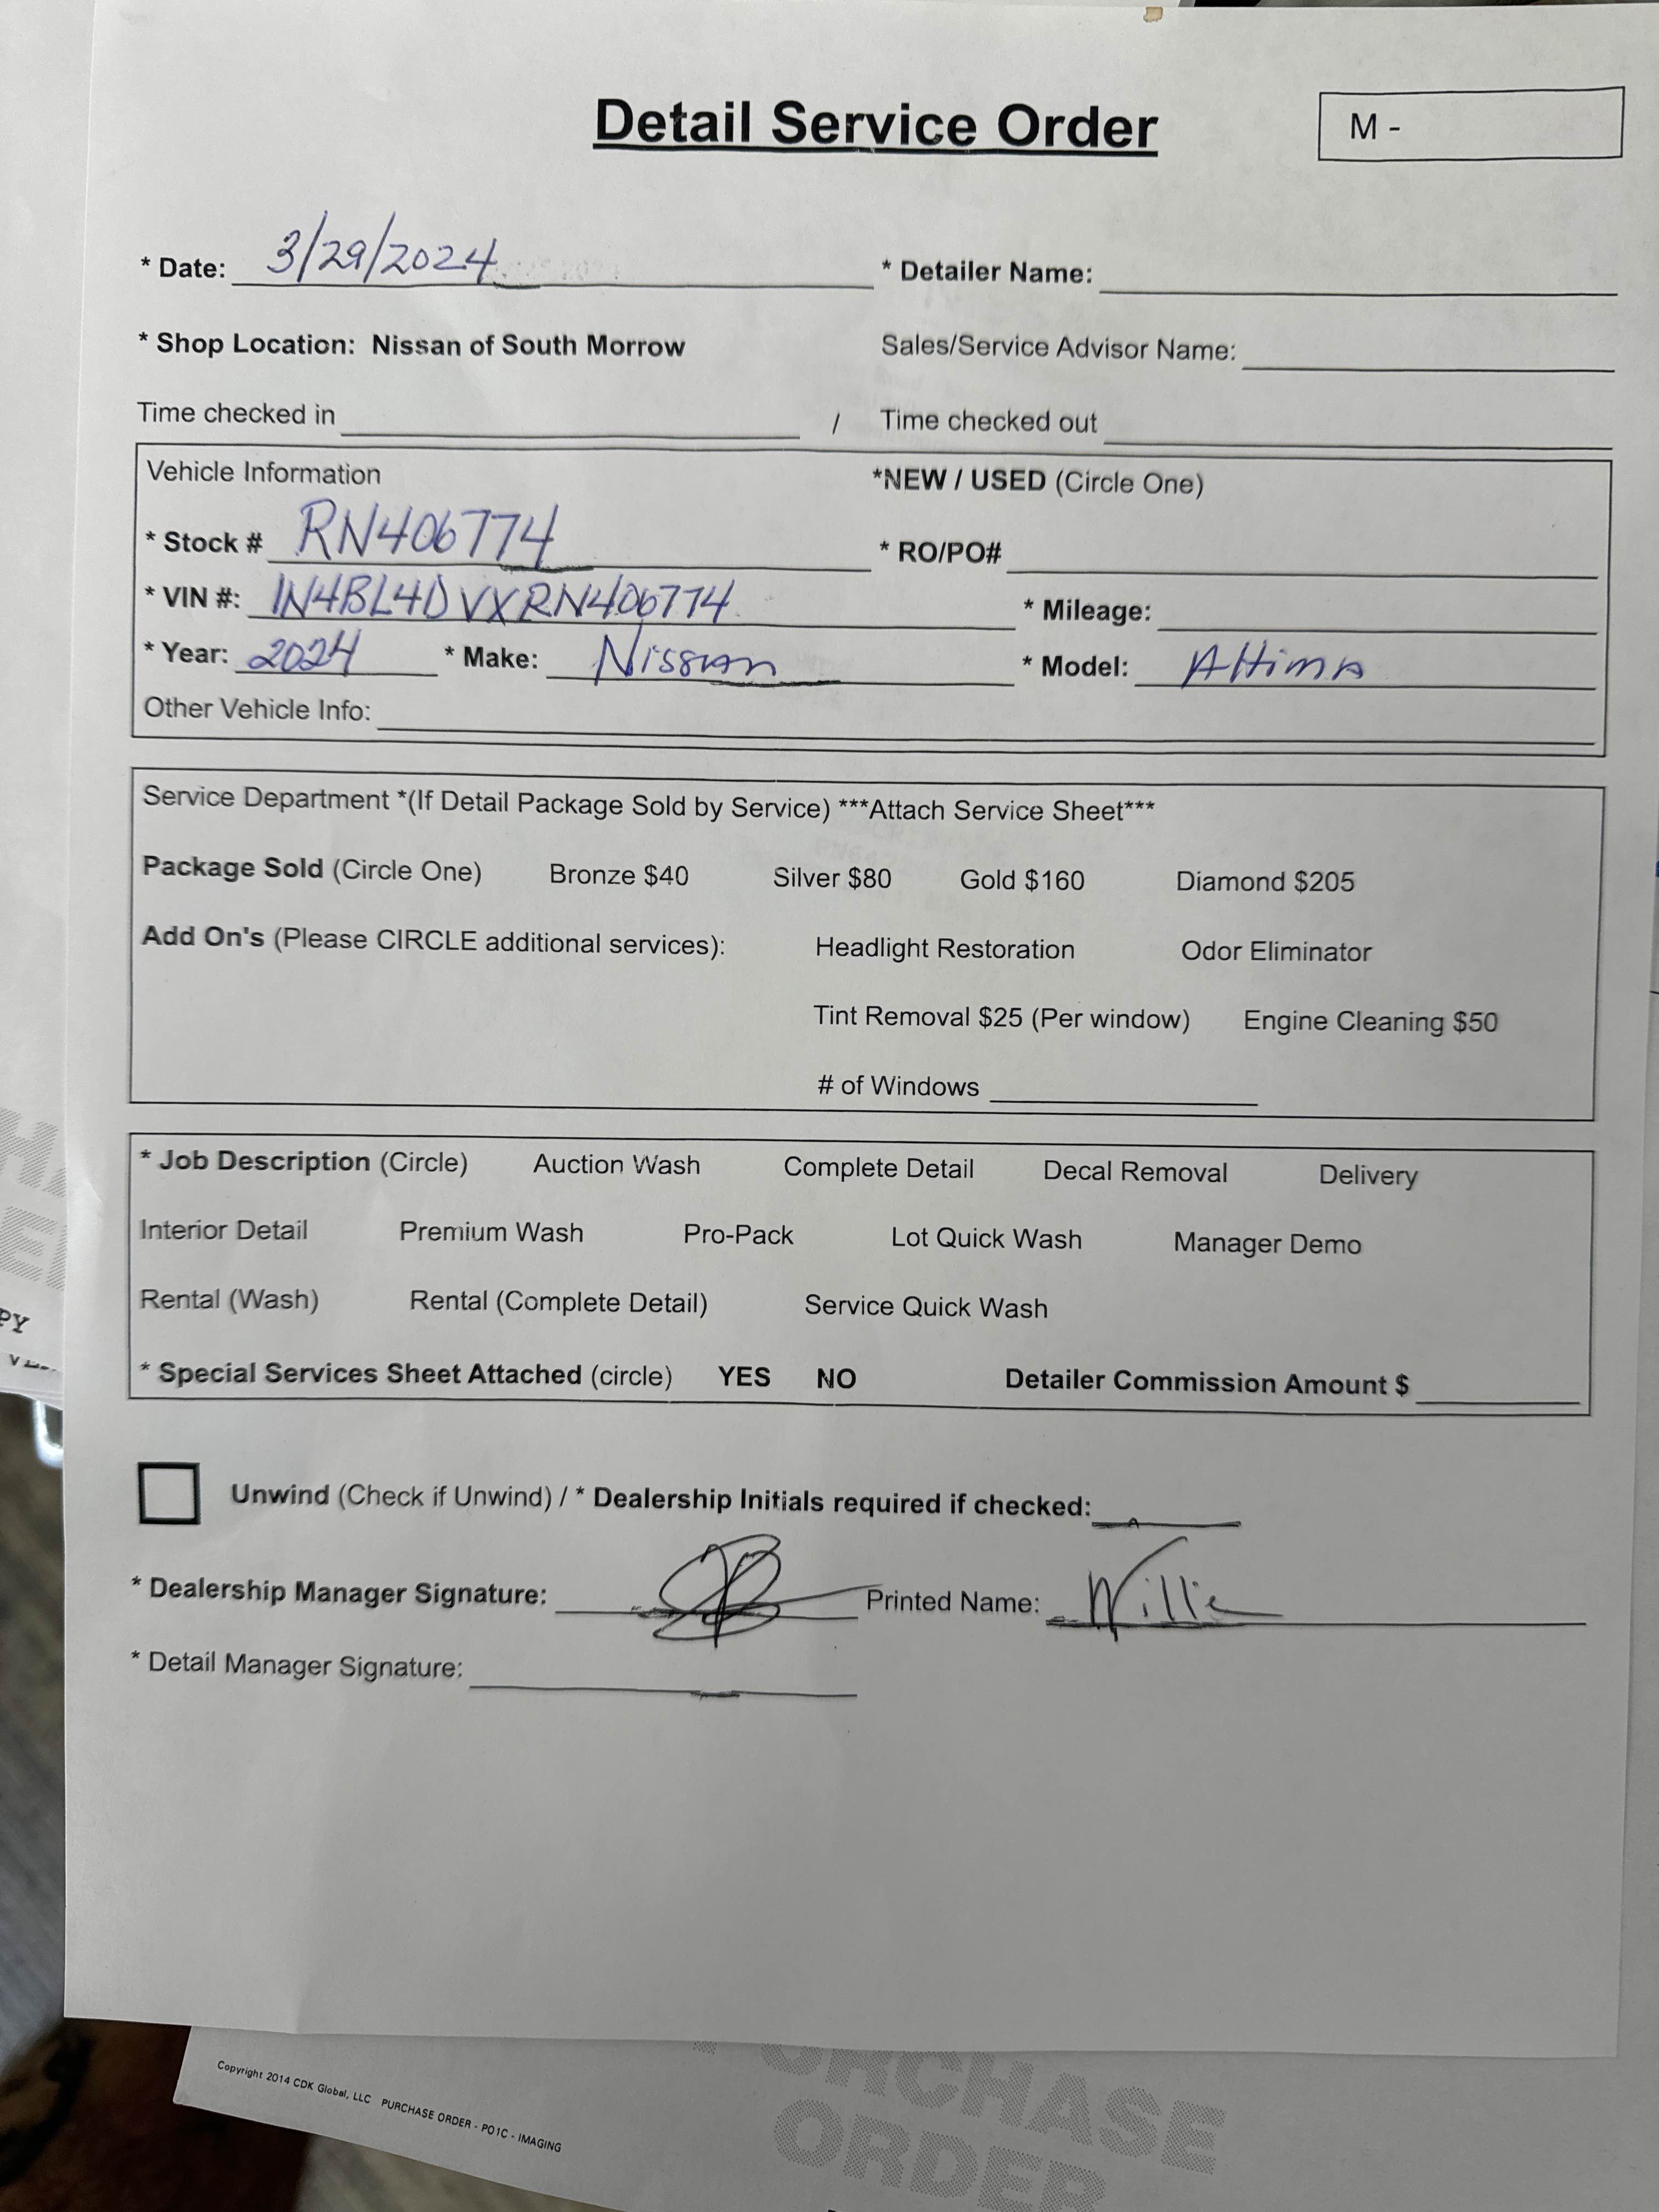 Detail Service Order
M -
* Date: 3/29/2024 * Detailer Name:
* Shop Location: Nissan of South Morrow Sales/Service Advisor Name:
Time checked in / Time checked out
Vehicle Information *NEW / USED (Circle One)
* Stock # RN406774 * RO/PO#
* VIN #: 1N4BL4DVXRN406774 * Mileage:
* Year: 2024 * Make: Nissan * Model: Altima
Other Vehicle Info:
Service Department *(If Detail Package Sold by Service) ***Attach Service Sheet***
Package Sold (Circle One) Bronze $40 Silver $80 Gold $160 Diamond $205
Add On's (Please CIRCLE additional services): Headlight Restoration Odor Eliminator
Tint Removal $25 (Per window) Engine Cleaning $50
# of Windows
* Job Description (Circle) Auction Wash Complete Detail Decal Removal Delivery
Interior Detail Premium Wash Pro-Pack Lot Quick Wash Manager Demo
Rental (Wash) Rental (Complete Detail) Service Quick Wash
* Special Services Sheet Attached (circle) YES NO Detailer Commission Amount $
Unwind (Check if Unwind) / * Dealership Initials required if checked:
* Dealership Manager Signature: Printed Name: Willie
* Detail Manager Signature:
Copyright 2014 CDK Global, LLC PURCHASE ORDER - PO1C - IMAGING
PURCHASE
ORDER